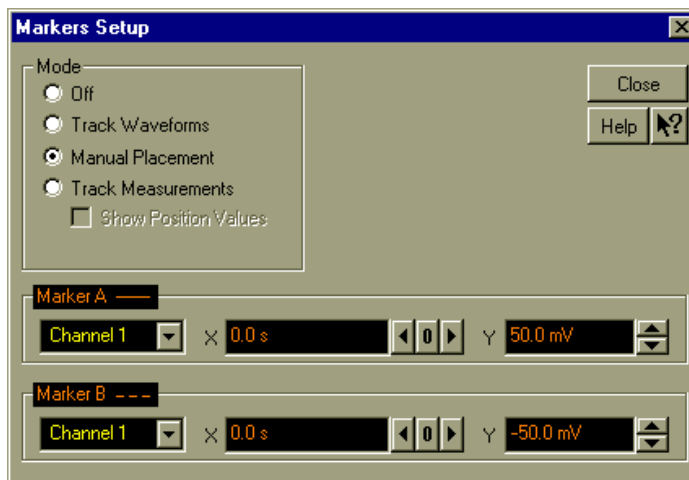 Markers Setup
Mode
Off
Track Waveforms
Manual Placement
Track Measurements
Show Position Values
Close
Help ?
Marker A
Channel 1 X 0.0 s 0 Y 50.0 mV
Marker B
Channel 1 X 0.0 s 0 Y -50.0 mV